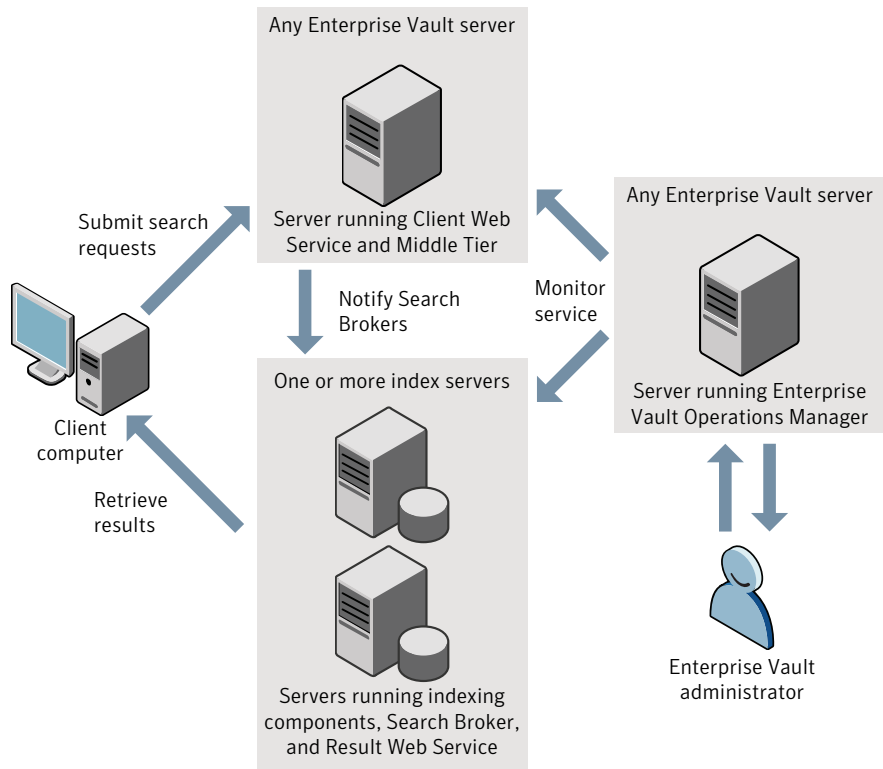 Any Enterprise Vault server
Server running Client Web
Service and Middle Tier
Submit search
requests
Notify Search
Brokers
Any Enterprise Vault server
Monitor
service
Server running Enterprise
Vault Operations Manager
One or more index servers
Client
computer
Retrieve
results
Servers running indexing
components, Search Broker,
and Result Web Service
Enterprise Vault
administrator